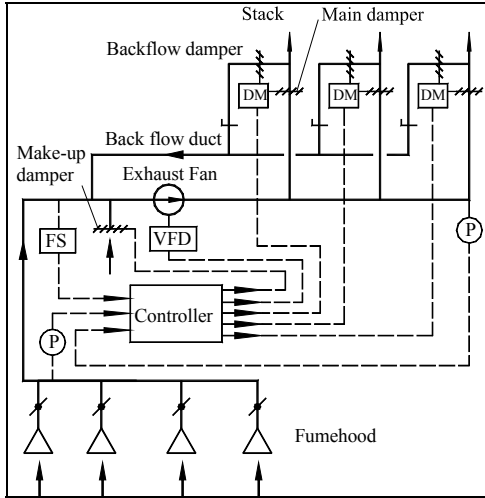 Stack
Main damper
Backflow damper
DM
DM
DM
Back flow duct
Make-up
damper
Exhaust Fan
FS
VFD
P
Controller
P
Fumehood